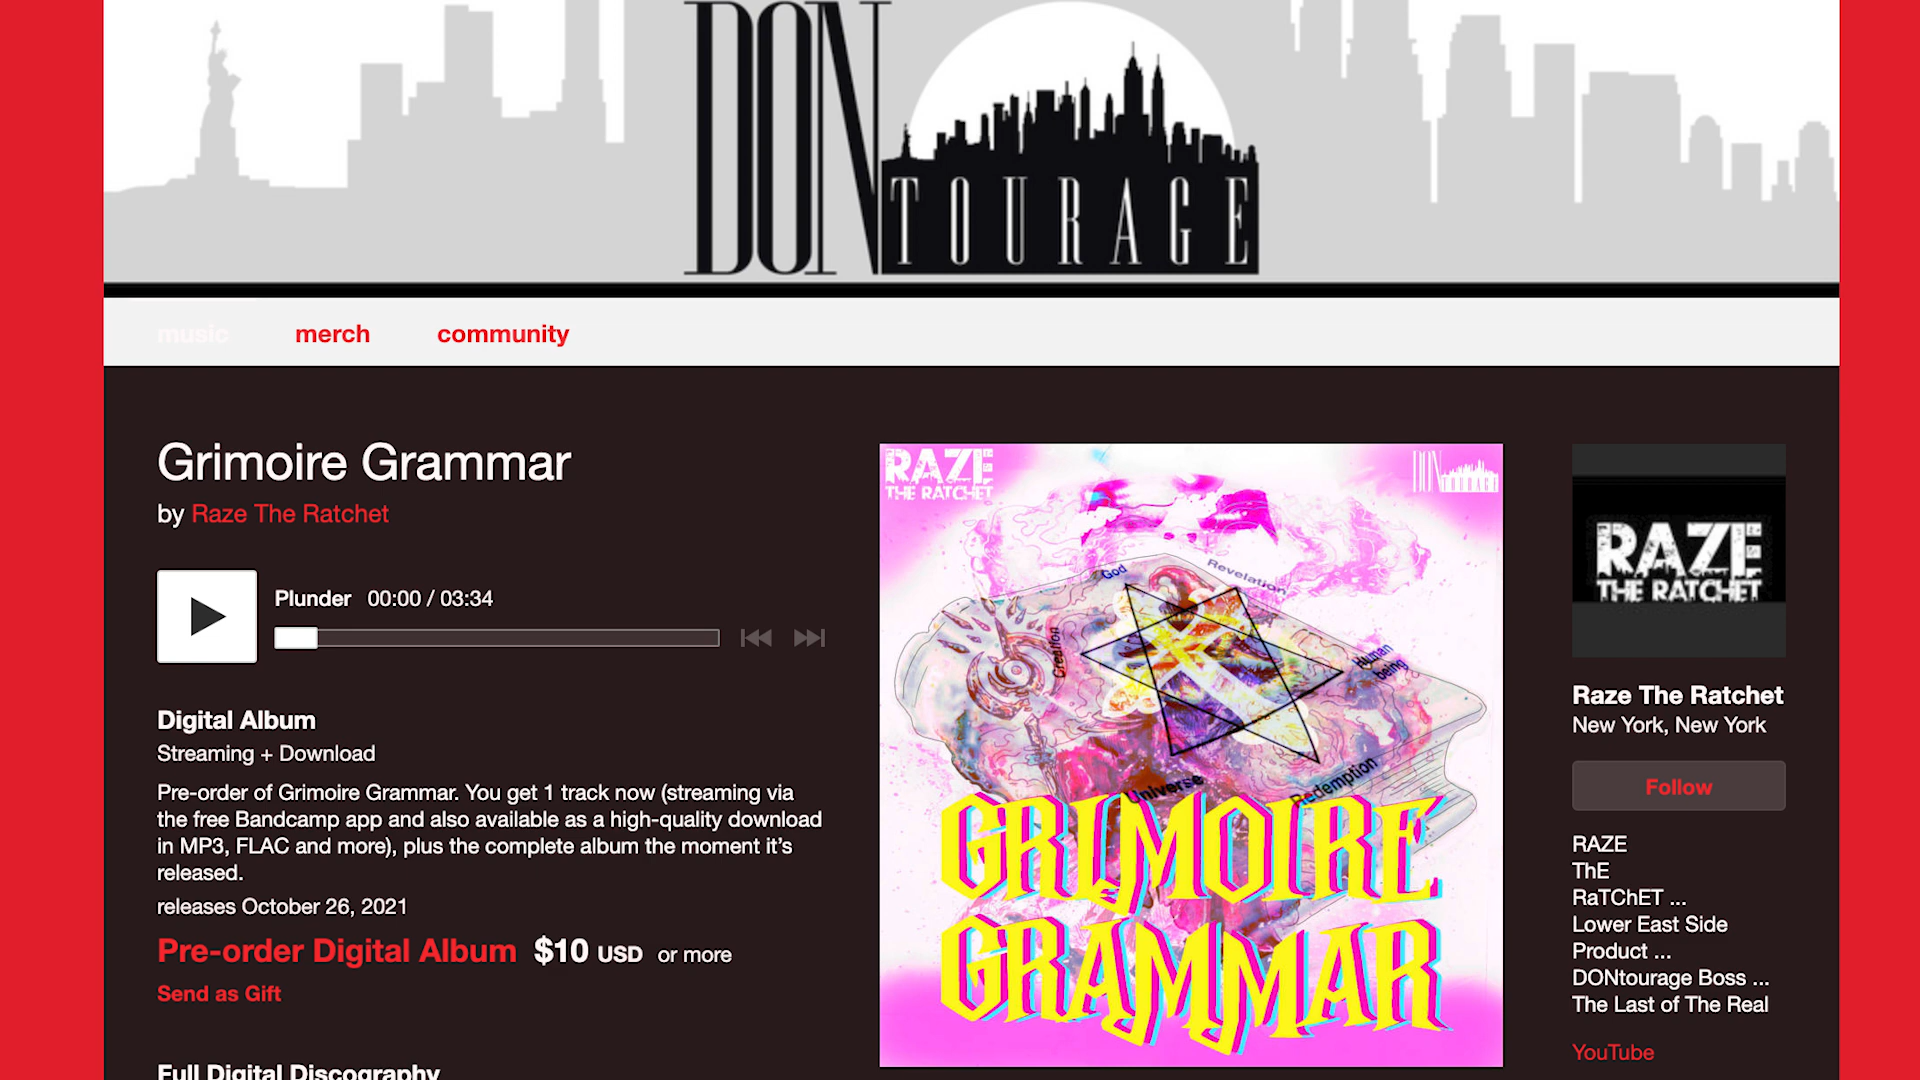 DON
TOURAGE
music merch community
Grimoire Grammar
by Raze The Ratchet
Plunder 00:00 / 03:34
Digital Album
Streaming + Download
Pre-order of Grimoire Grammar. You get 1 track now (streaming via
the free Bandcamp app and also available as a high-quality download
in MP3, FLAC and more), plus the complete album the moment it's
released.
releases October 26, 2021
Pre-order Digital Album $10 USD or more
Send as Gift
Full Digital Discography
RAZE
THE RATCHET
DON
TOURAGE
God
Revelation
Creation
Human
being
Universe
Redemption
GRIMOIRE
GRAMMAR
RAZE
THE RATCHET
Raze The Ratchet
New York, New York
Follow
RAZE
ThE
RaTChET ...
Lower East Side
Product ...
DONtourage Boss ...
The Last of The Real
YouTube